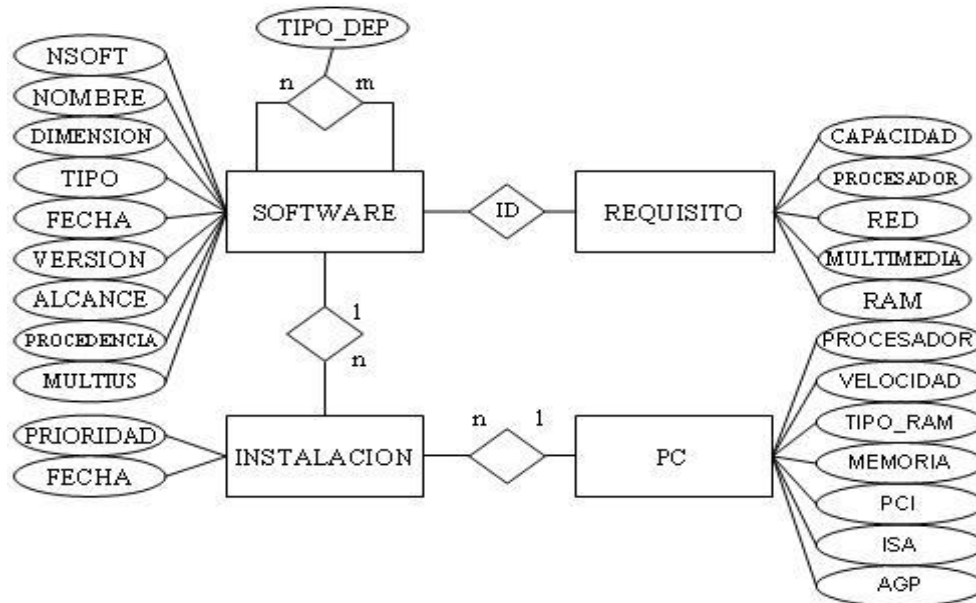 TIPO_DEP
n
m
NSOFT
NOMBRE
DIMENSION
TIPO
FECHA
VERSION
ALCANCE
PROCEDENCIA
MULTIUS
SOFTWARE
ID
REQUISITO
CAPACIDAD
PROCESADOR
RED
MULTIMEDIA
RAM
1
n
PRIORIDAD
FECHA
INSTALACION
n
1
PC
PROCESADOR
VELOCIDAD
TIPO_RAM
MEMORIA
PCI
ISA
AGP